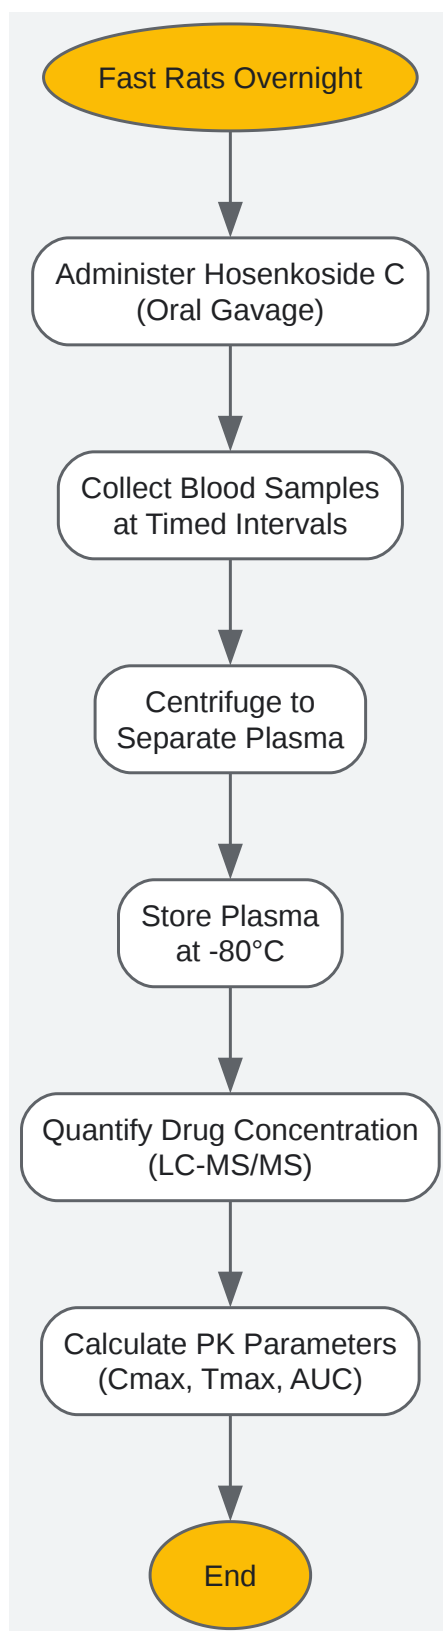 Fast Rats Overnight
Administer Hosenkoside C
(Oral Gavage)
Collect Blood Samples
at Timed Intervals
Centrifuge to
Separate Plasma
Store Plasma
at -80°C
Quantify Drug Concentration
(LC-MS/MS)
Calculate PK Parameters
(Cmax, Tmax, AUC)
End